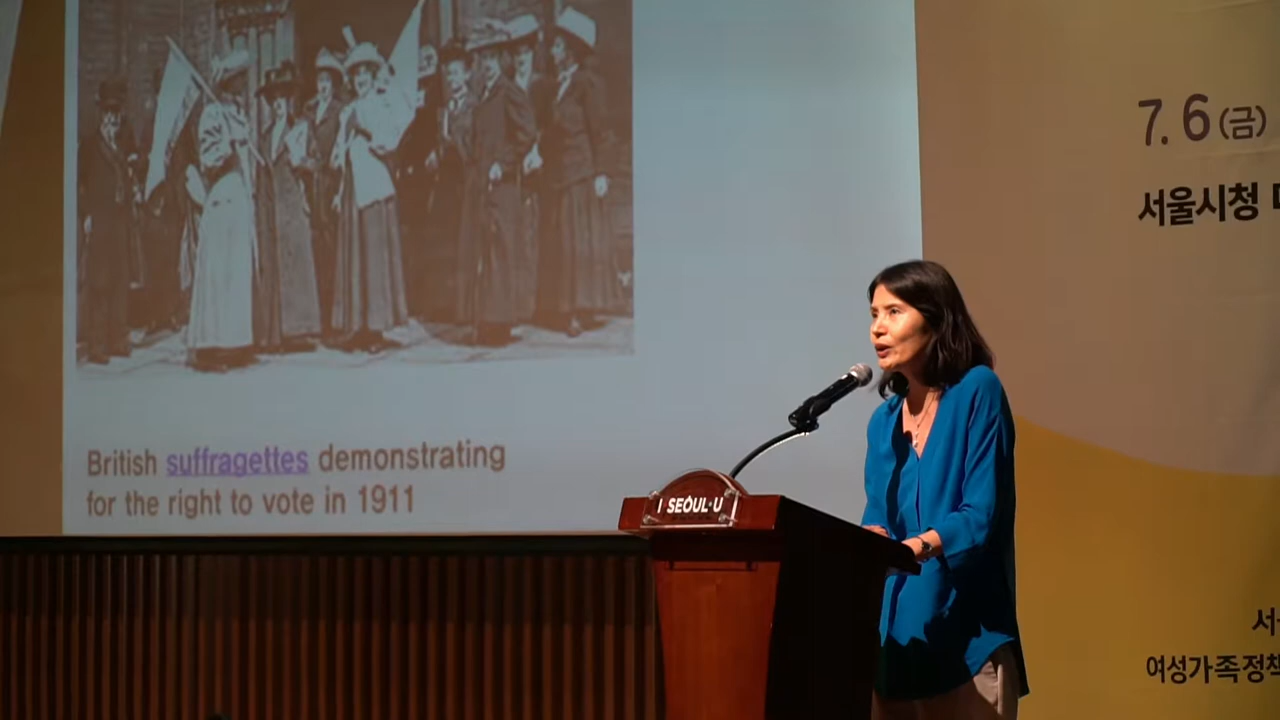 British suffragettes demonstrating
for the right to vote in 1911
I SEOUL U
7. 6 (금)
서울시청
여성가족정책